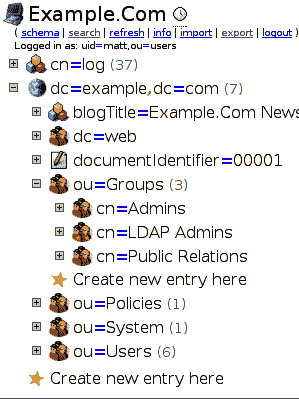 Example.Com
( schema | search | refresh | info | import | export | logout )
Logged in as: uid=matt,ou=users
cn=log (37)
dc=example,dc=com (7)
blogTitle=Example.Com News
dc=web
documentIdentifier=00001
ou=Groups (3)
cn=Admins
cn=LDAP Admins
cn=Public Relations
Create new entry here
ou=Policies (1)
ou=System (1)
ou=Users (6)
Create new entry here